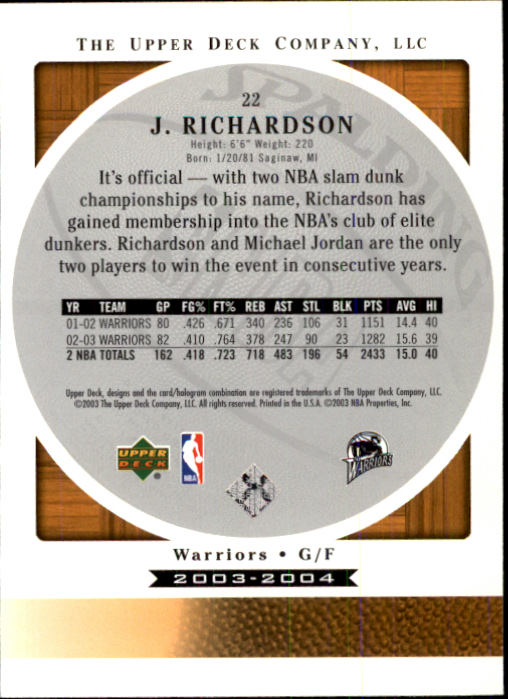 THE UPPER DECK COMPANY, LLC
SPALDING
22
J. RICHARDSON
Height: 6'6" Weight: 220
Born: 1/20/81 Saginaw, MI
It's official — with two NBA slam dunk
championships to his name, Richardson has
gained membership into the NBA's club of elite
dunkers. Richardson and Michael Jordan are the only
two players to win the event in consecutive years.
YR TEAM GP FG% FT% REB AST STL BLK PTS AVG HI
01-02 WARRIORS 80 .426 .671 340 236 106 31 1151 14.4 40
02-03 WARRIORS 82 .410 .764 378 247 90 23 1282 15.6 39
2 NBA TOTALS 162 .418 .723 718 483 196 54 2433 15.0 40
Upper Deck, designs and the card/hologram combination are registered trademarks of The Upper Deck Company, LLC.
©2003 The Upper Deck Company, LLC. All rights reserved. Printed in the U.S.A. ©2003 NBA Properties, Inc.
UPPER
DECK
NBA
WARRIORS
Warriors • G/F
2003-2004